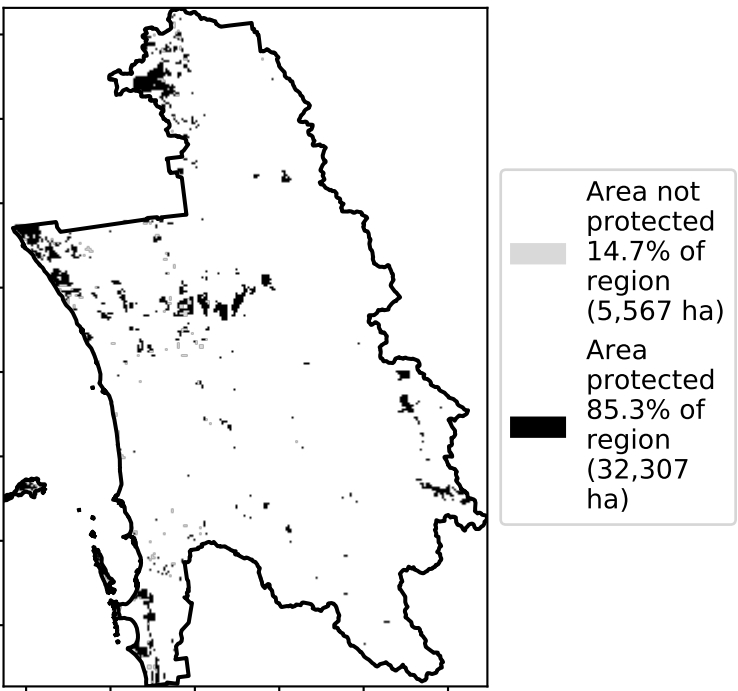 Area not
protected
14.7% of
region
(5,567 ha)
Area
protected
85.3% of
region
(32,307
ha)